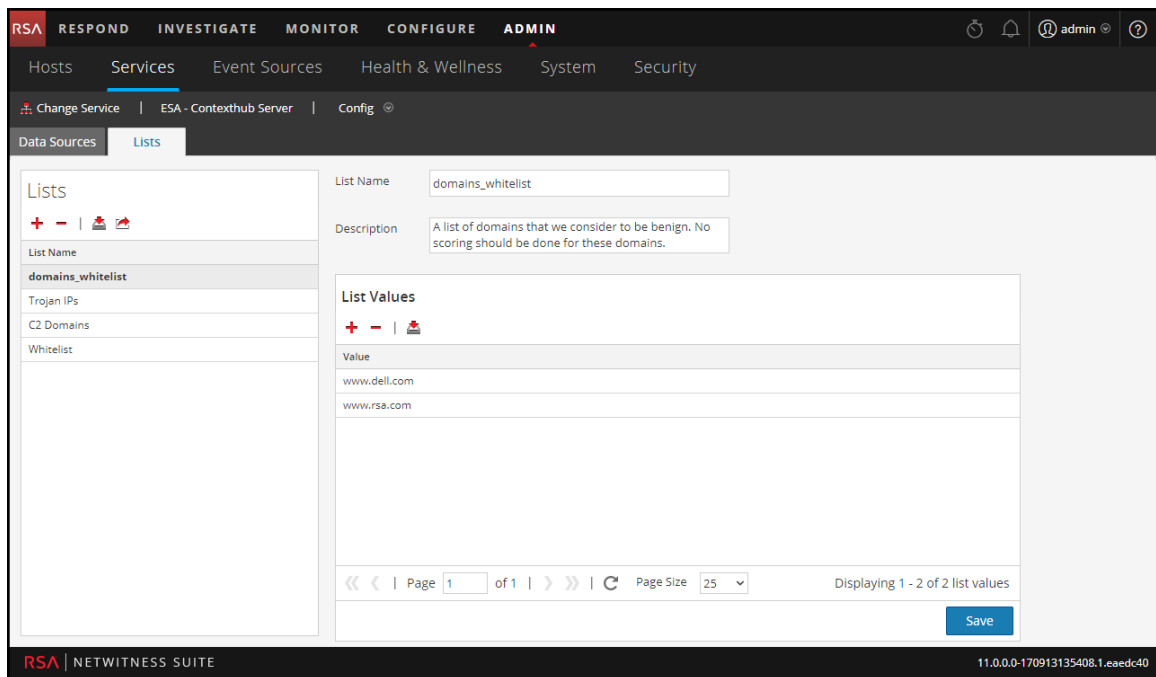 RSA RESPOND INVESTIGATE MONITOR CONFIGURE ADMIN admin ?
Hosts Services Event Sources Health & Wellness System Security
Change Service | ESA - Contexthub Server | Config
Data Sources Lists
Lists
List Name
domains_whitelist
Trojan IPs
C2 Domains
Whitelist
List Name domains_whitelist
Description A list of domains that we consider to be benign. No
scoring should be done for these domains.
List Values
Value
www.dell.com
www.rsa.com
| Page 1 of 1 | | Page Size 25 Displaying 1 - 2 of 2 list values
Save
RSA | NETWITNESS SUITE 11.0.0.0-170913135408.1.eaedc40